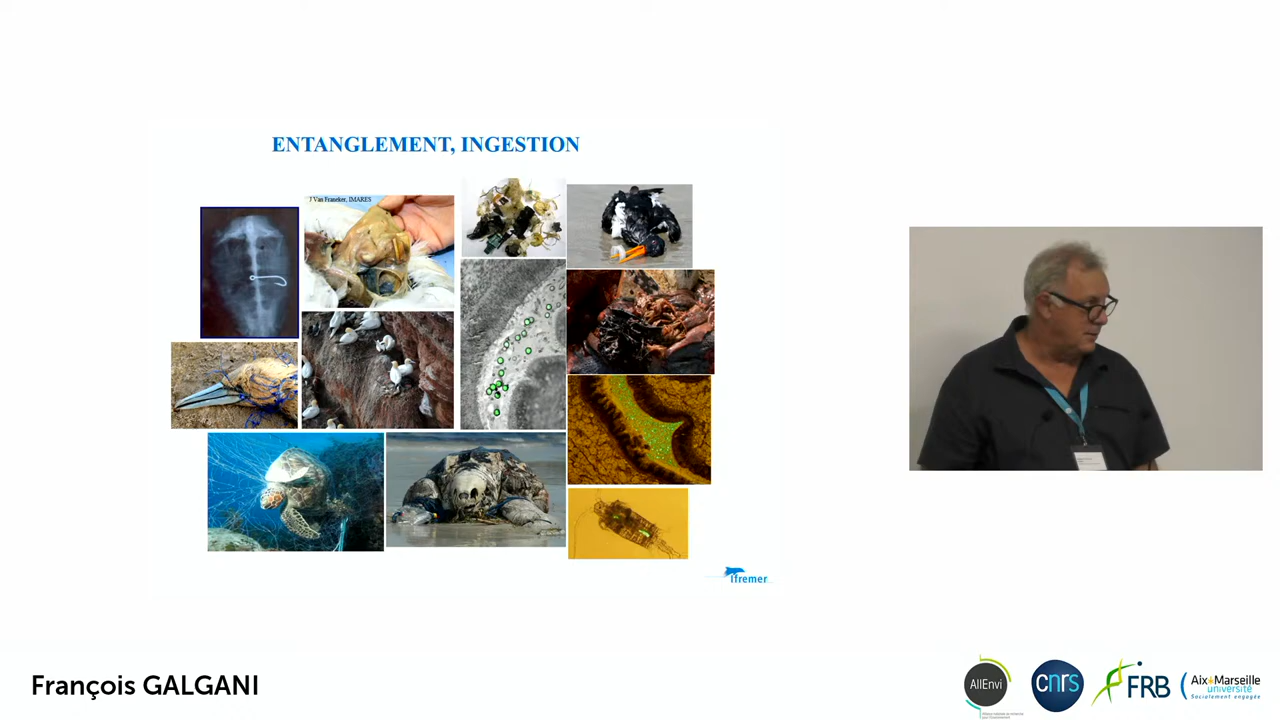 ENTANGLEMENT, INGESTION
J Van Franeker, IMARES
Ifremer
François GALGANI
AllEnvi
cnrs
FRB
Aix Marseille
université
Socialement engagée